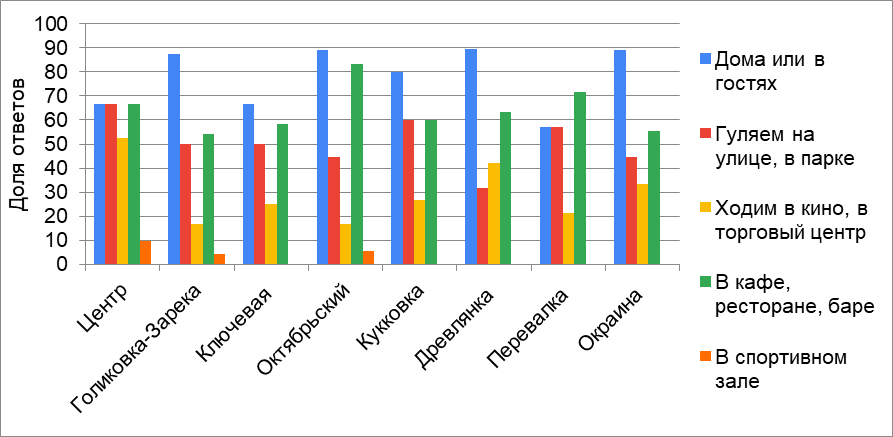 100
90
80
70
60
50
40
30
20
10
0
Доля ответов
Центр
Голиковка-Зарека
Ключевая
Октябрьский
Кукковка
Древлянка
Перевалка
Окраина
Дома или в
гостях
Гуляем на
улице, в парке
Ходим в кино, в
торговый центр
В кафе,
ресторане, баре
В спортивном
зале